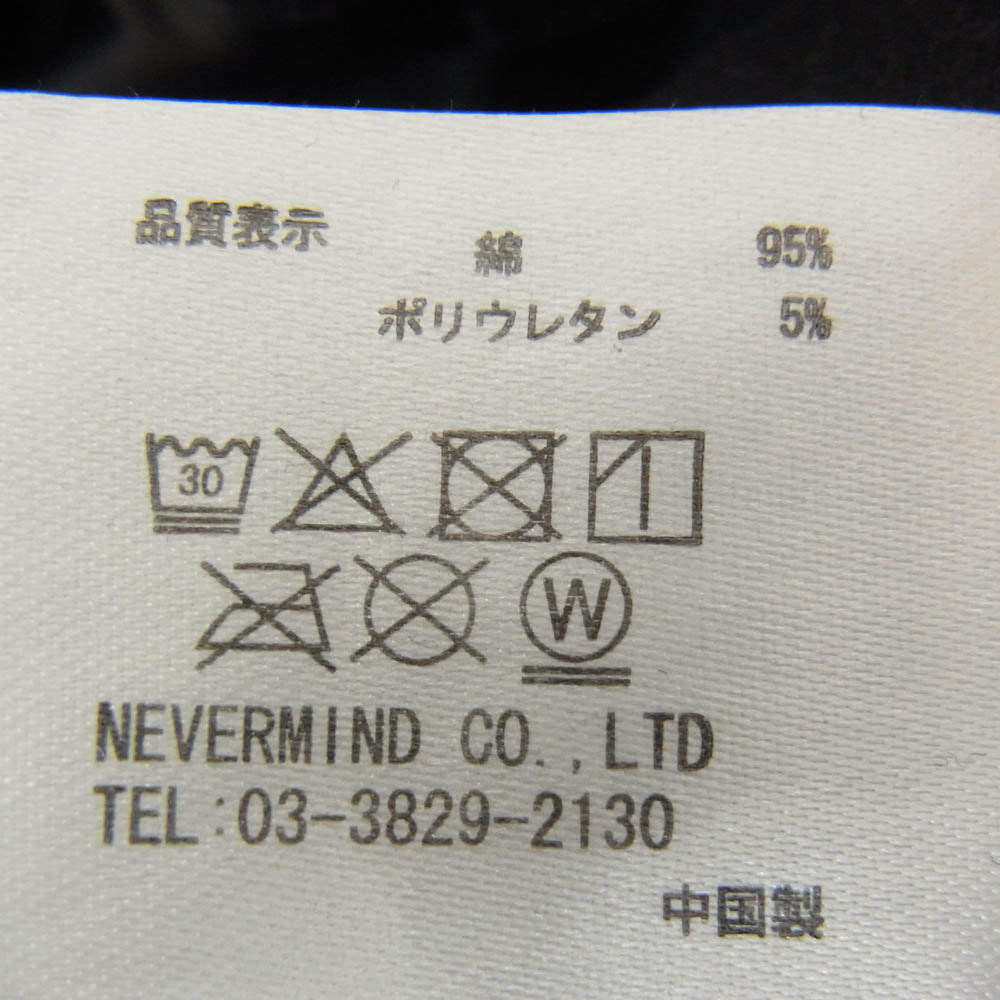 品質表示
綿 95%
ポリウレタン 5%
30
W
NEVERMIND CO.,LTD
TEL:03-3829-2130
中国製